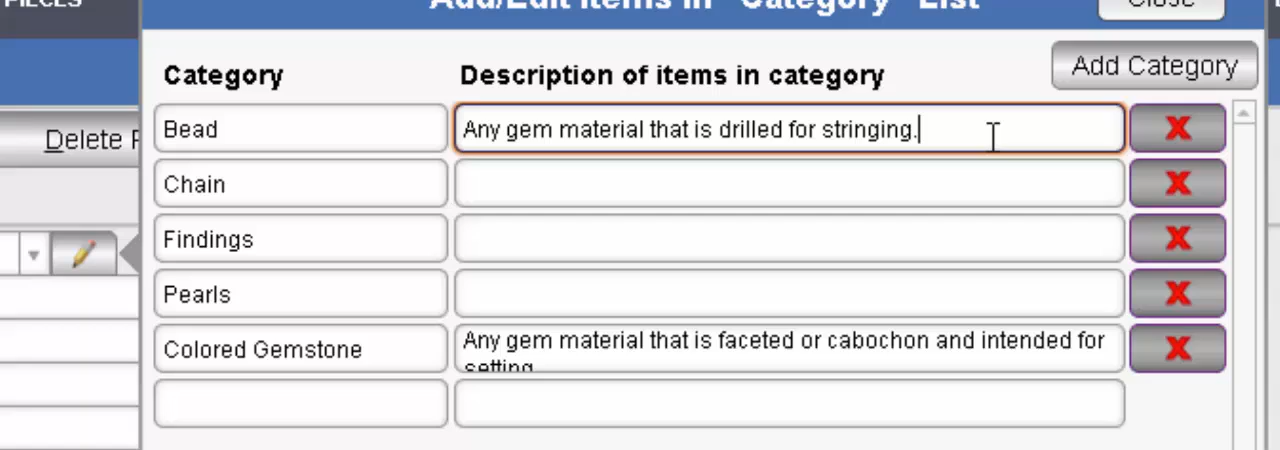 PIECES
Add/Edit Items in "Category" List
Close
Category
Description of items in category
Add Category
Bead
Any gem material that is drilled for stringing.
Delete
Chain
Findings
Pearls
Colored Gemstone
Any gem material that is faceted or cabochon and intended for
setting